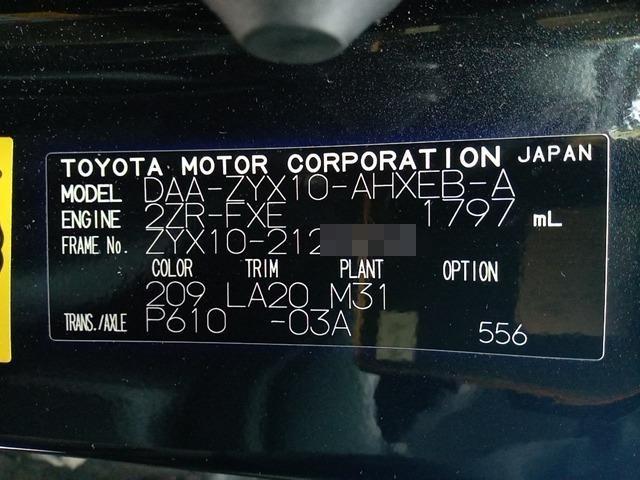 TOYOTA MOTOR CORPORATION JAPAN
MODEL DAA-ZYX10-AHXEB-A
ENGINE 2ZR-FXE 1797 mL
FRAME No. ZYX10-212
COLOR TRIM PLANT OPTION
209 LA20 M31
TRANS./AXLE P610 -03A 556